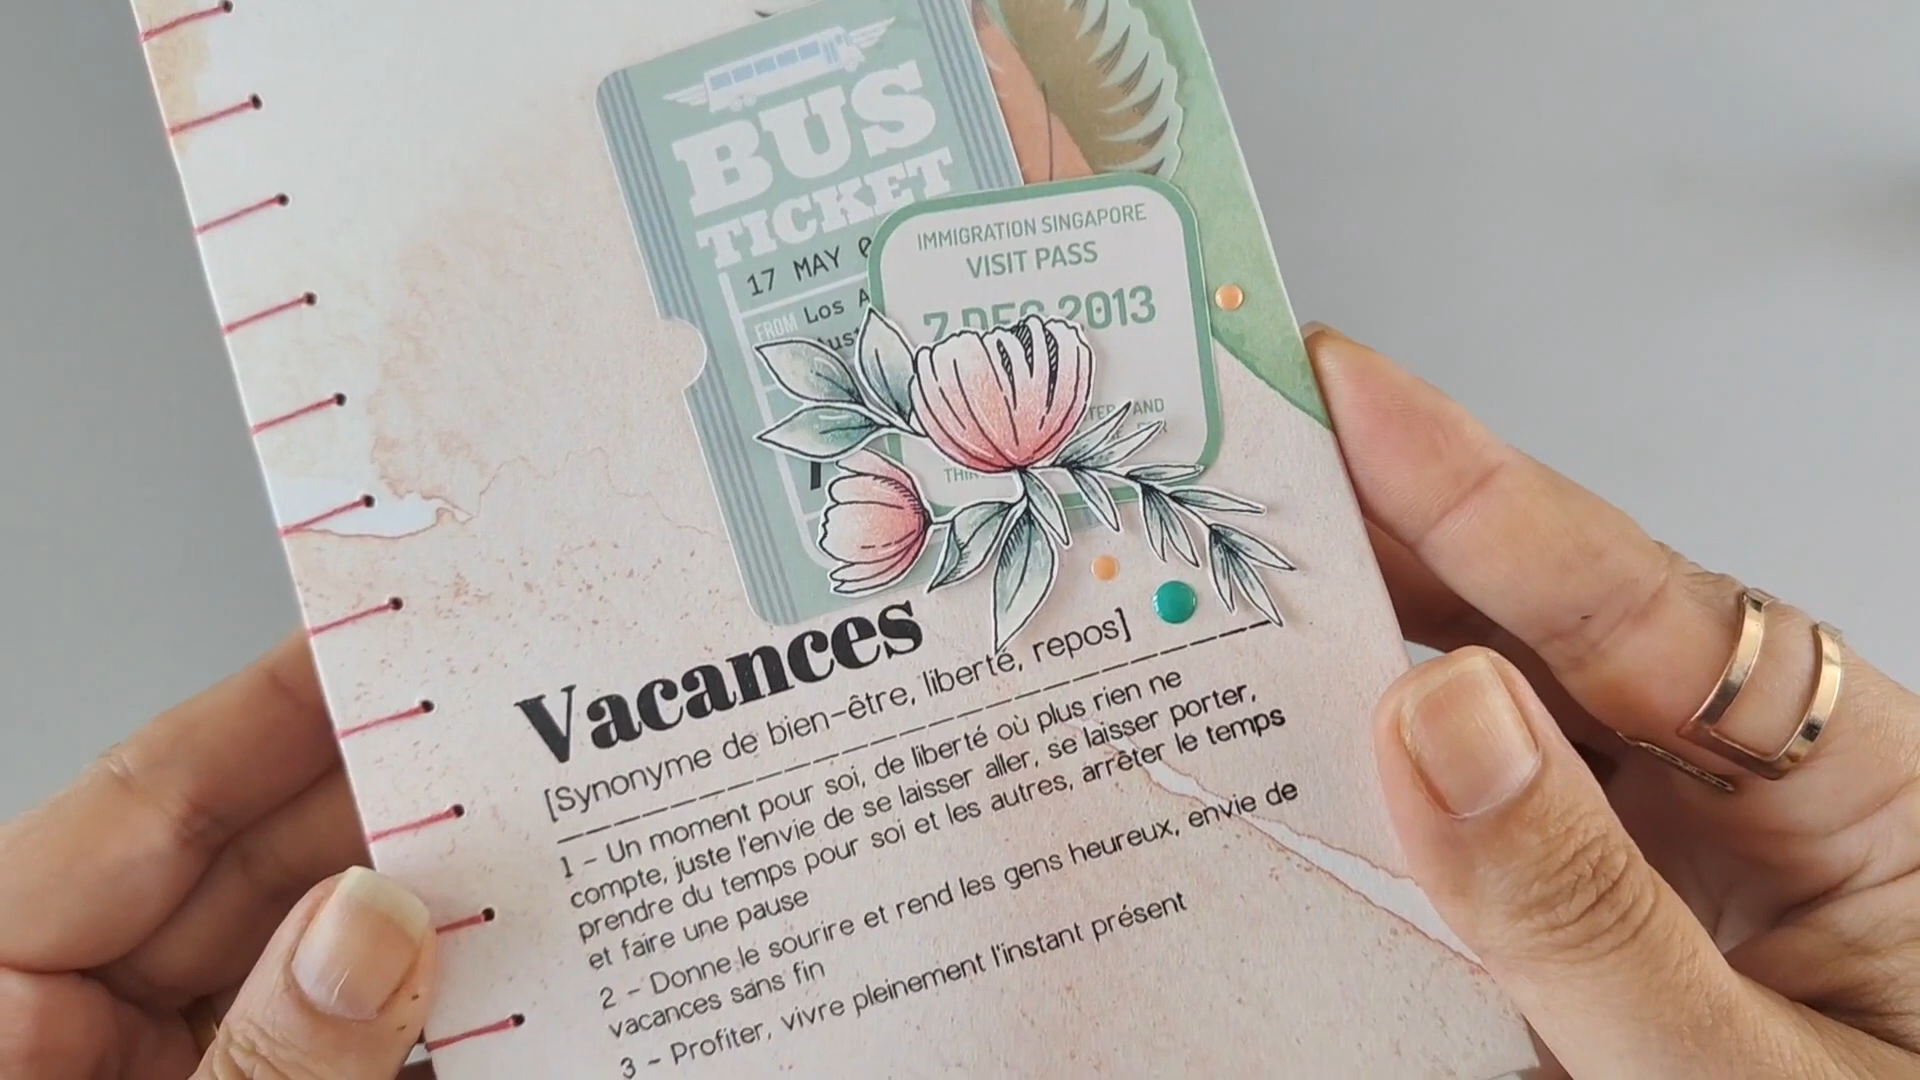 BUS
TICKET
17 MAY
FROM Los
IMMIGRATION SINGAPORE
VISIT PASS
7 DEC 2013
AND
Vacances
[Synonyme de bien-être, liberté, repos]
1 - Un moment pour soi, de liberté où plus rien ne
compte, juste l'envie de se laisser aller, se laisser porter,
prendre du temps pour soi et les autres, arrêter le temps
et faire une pause
2 - Donne le sourire et rend les gens heureux, envie de
vacances sans fin
3 - Profiter, vivre pleinement l'instant présent